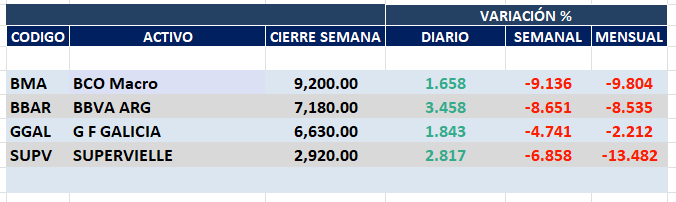 VARIACIÓN %
CODIGO ACTIVO CIERRE SEMANA DIARIO SEMANAL MENSUAL
BMA BCO Macro 9,200.00 1.658 -9.136 -9.804
BBAR BBVA ARG 7,180.00 3.458 -8.651 -8.535
GGAL G F GALICIA 6,630.00 1.843 -4.741 -2.212
SUPV SUPERVIELLE 2,920.00 2.817 -6.858 -13.482